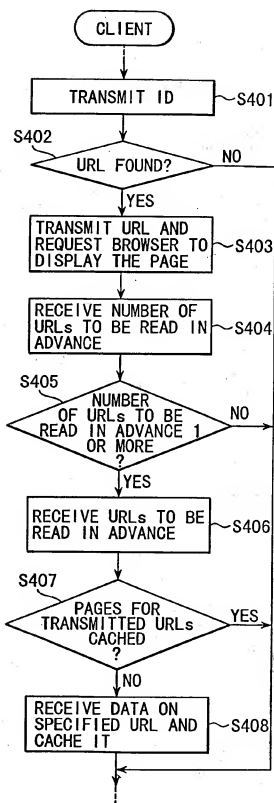 CLIENT
TRANSMIT ID
S401
S402
URL FOUND?
NO
YES
TRANSMIT URL AND
REQUEST BROWSER TO
DISPLAY THE PAGE
S403
RECEIVE NUMBER OF
URLs TO BE READ IN
ADVANCE
S404
S405
NUMBER
OF URLs TO BE
READ IN ADVANCE 1
OR MORE
?
NO
YES
RECEIVE URLs TO BE
READ IN ADVANCE
S406
S407
PAGES FOR
TRANSMITTED URLs
CACHED
?
YES
NO
RECEIVE DATA ON
SPECIFIED URL AND
CACHE IT
S408